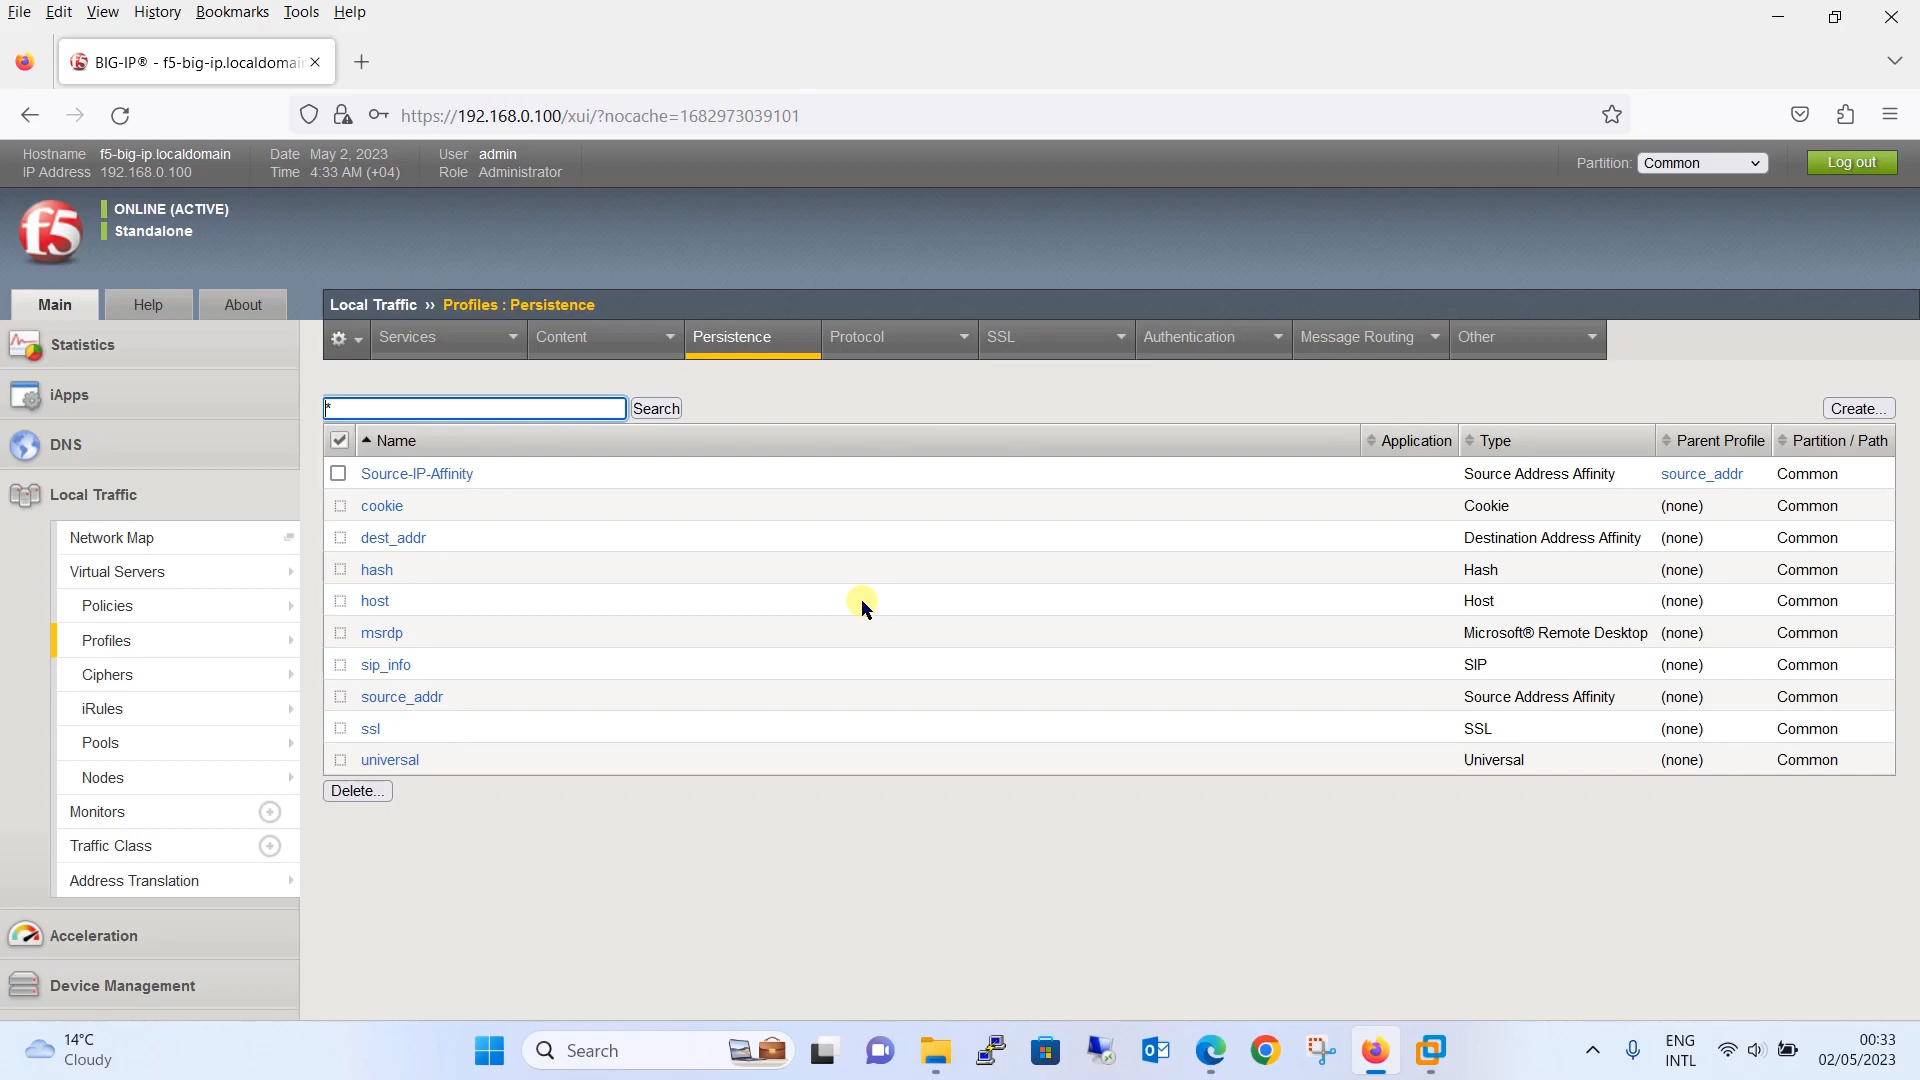 File Edit View History Bookmarks Tools Help
BIG-IP® - f5-big-ip.localdomai
https://192.168.0.100/xui/?nocache=1682973039101
Hostname f5-big-ip.localdomain Date May 2, 2023 User admin
IP Address 192.168.0.100 Time 4:33 AM (+04) Role Administrator
Partition: Common Log out
f5
ONLINE (ACTIVE)
Standalone
Main Help About
Local Traffic ›› Profiles : Persistence
Services Content Persistence Protocol SSL Authentication Message Routing Other
Statistics
iApps
DNS
Local Traffic
Network Map
Virtual Servers
Policies
Profiles
Ciphers
iRules
Pools
Nodes
Monitors
Traffic Class
Address Translation
Acceleration
Device Management
* Search Create...
Name Application Type Parent Profile Partition / Path
Source-IP-Affinity Source Address Affinity source_addr Common
cookie Cookie (none) Common
dest_addr Destination Address Affinity (none) Common
hash Hash (none) Common
host Host (none) Common
msrdp Microsoft® Remote Desktop (none) Common
sip_info SIP (none) Common
source_addr Source Address Affinity (none) Common
ssl SSL (none) Common
universal Universal (none) Common
Delete...
14°C
Cloudy
Search
ENG
INTL
00:33
02/05/2023